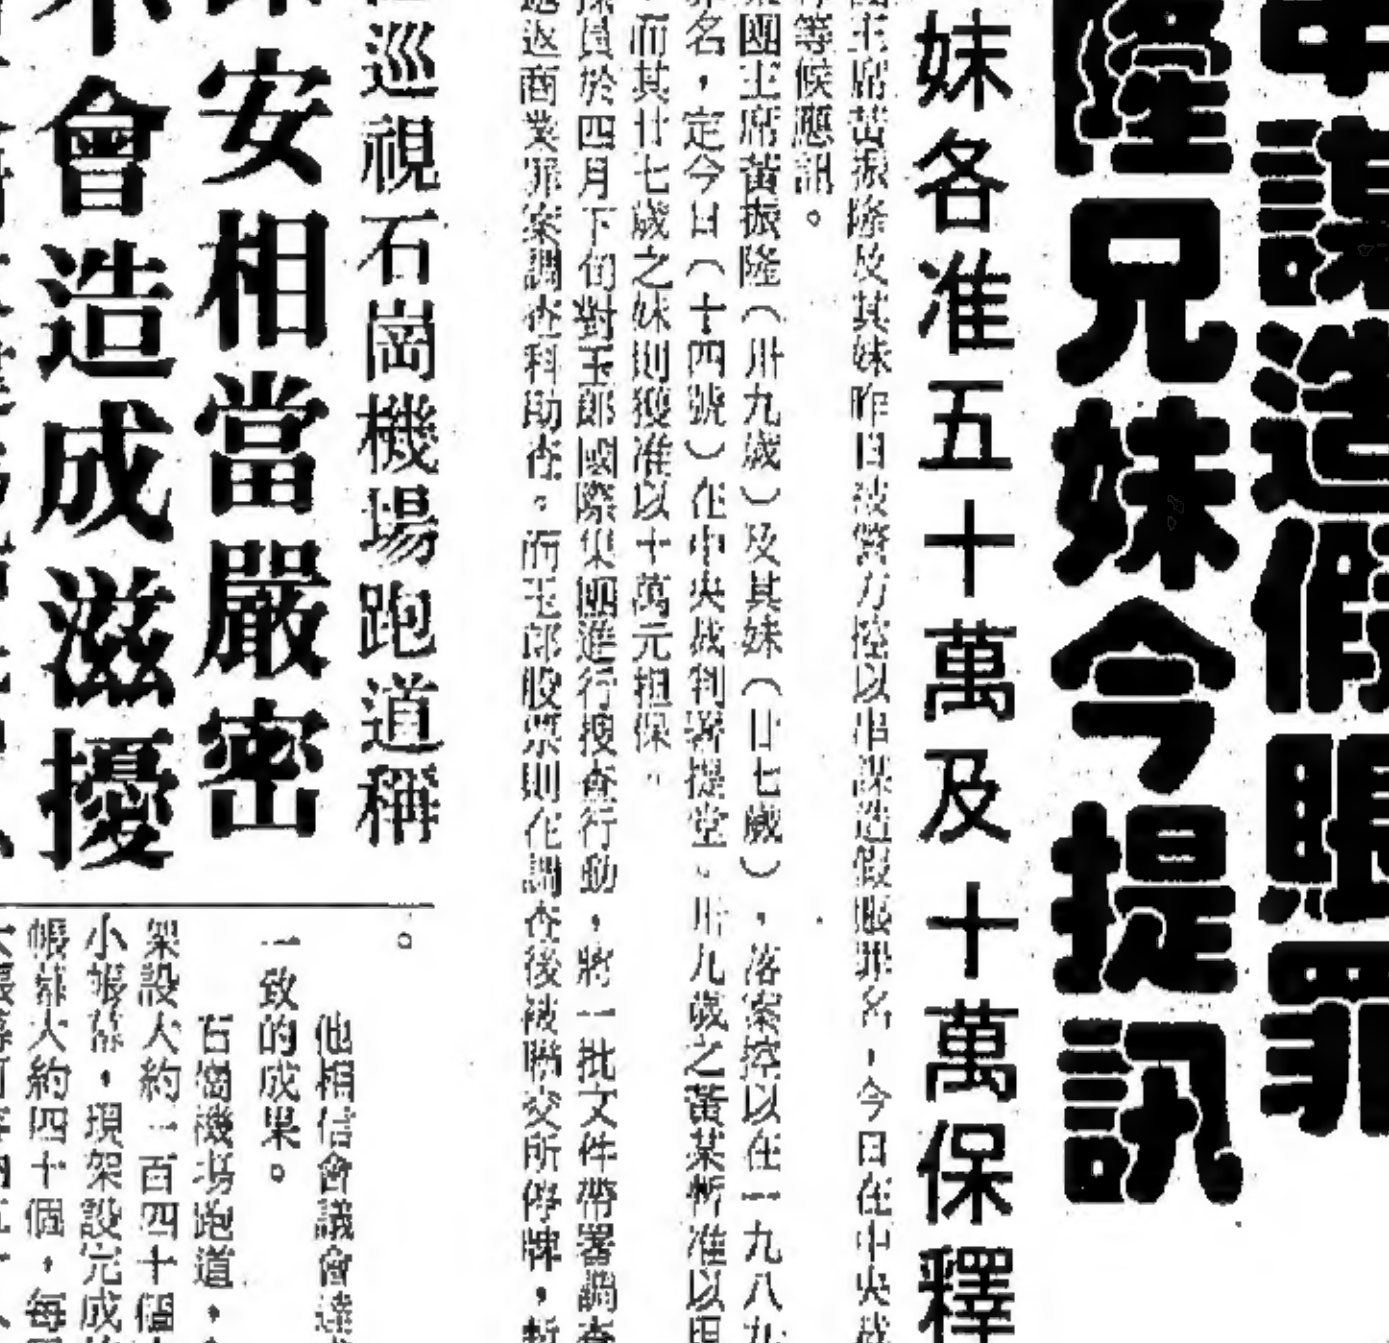 串謀造假賬罪
隆兄妹今提訊
妹各准五十萬及十萬保釋
主席黃振隆及其妹昨日被警方控以串謀造假賬罪名，今日在中央裁
等候應訊。
集團主席黃振隆（卅九歲）及其妹（廿七歲），落案控以在一九八九
罪名，定今日（十四號）在中央裁判署提堂。卅九歲之黃某暫准以現
，而其廿七歲之妹則獲准以十萬元担保。
探員於四月下旬對玉郎國際集團進行搜查行動，將一批文件帶署調查
返商業罪案調查科助查。而玉郎股票則在調查後被聯交所停牌，暫
巡視石崗機場跑道稱
安相當嚴密
不會造成滋擾
。
他相信會議會達
一致的成果。
石崗機場跑道，
架設大約一百四十個
小帳幕，現架設完成
帳幕大約四十個，每